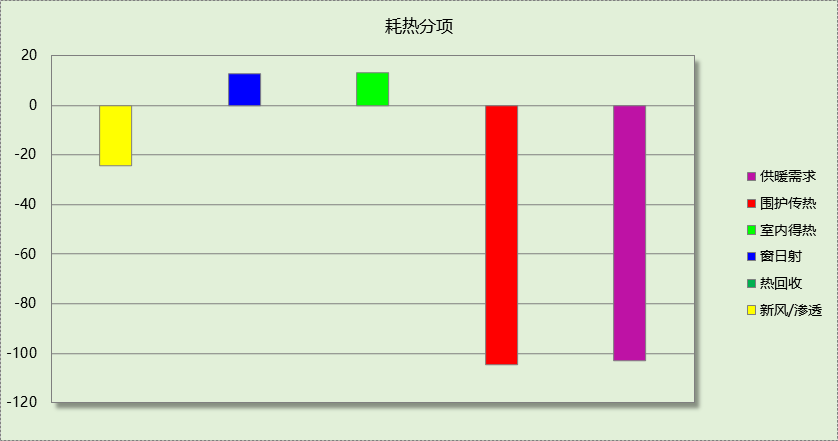 耗热分项
20
0
-20
-40
-60
-80
-100
-120
供暖需求
围护传热
室内得热
窗日射
热回收
新风/渗透